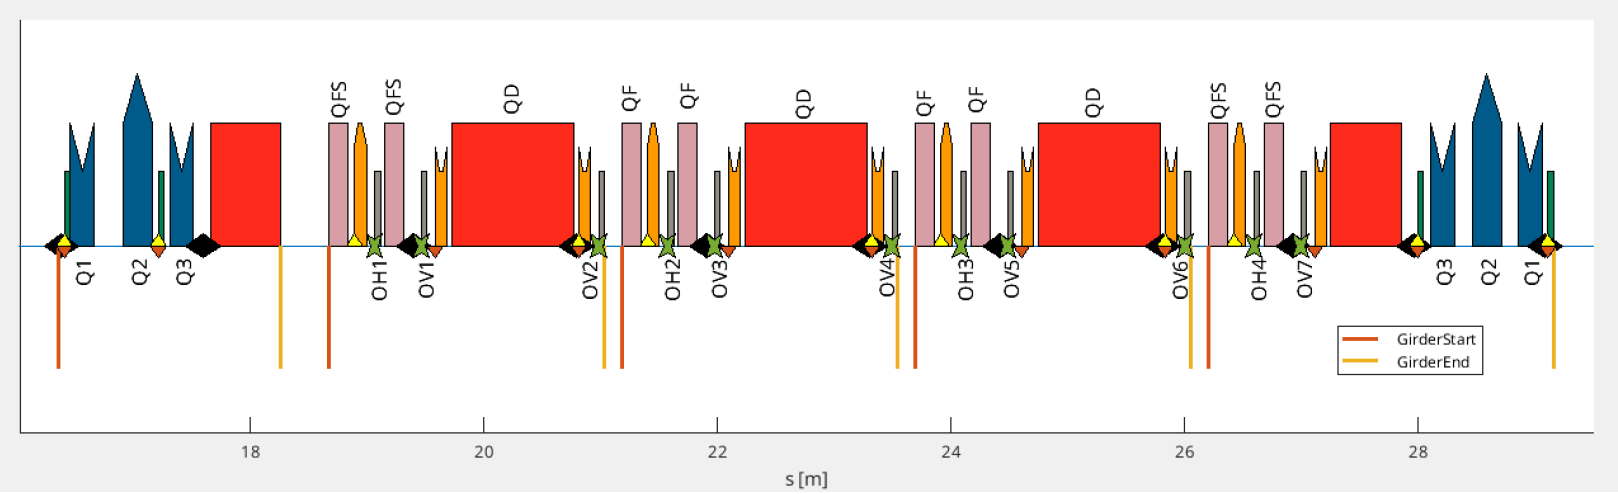 QFS QFS QD QF QF QD QF QF QD QFS QFS
Q1 Q2 Q3 OH1 OV1 OV2 OH2 OV3 OV4 OH3 OV5 OV6 OH4 OV7 Q3 Q2 Q1
GirderStart
GirderEnd
18 20 22 24 26 28
s [m]